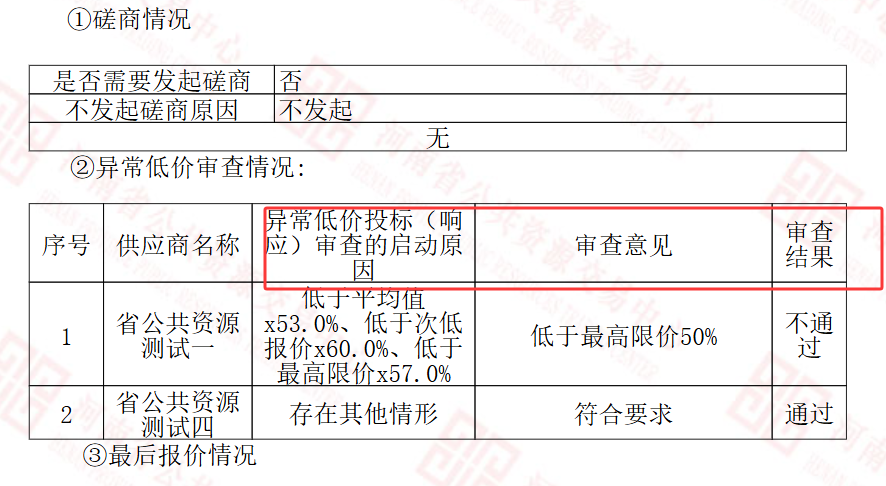 ①磋商情况
是否需要发起磋商 否
不发起磋商原因 不发起
无
②异常低价审查情况:
序号 供应商名称 异常低价投标（响应）审查的启动原因 审查意见 审查结果
1 省公共资源测试一 低于平均值x53.0%、低于次低报价x60.0%、低于最高限价x57.0% 低于最高限价50% 不通过
2 省公共资源测试四 存在其他情形 符合要求 通过
③最后报价情况